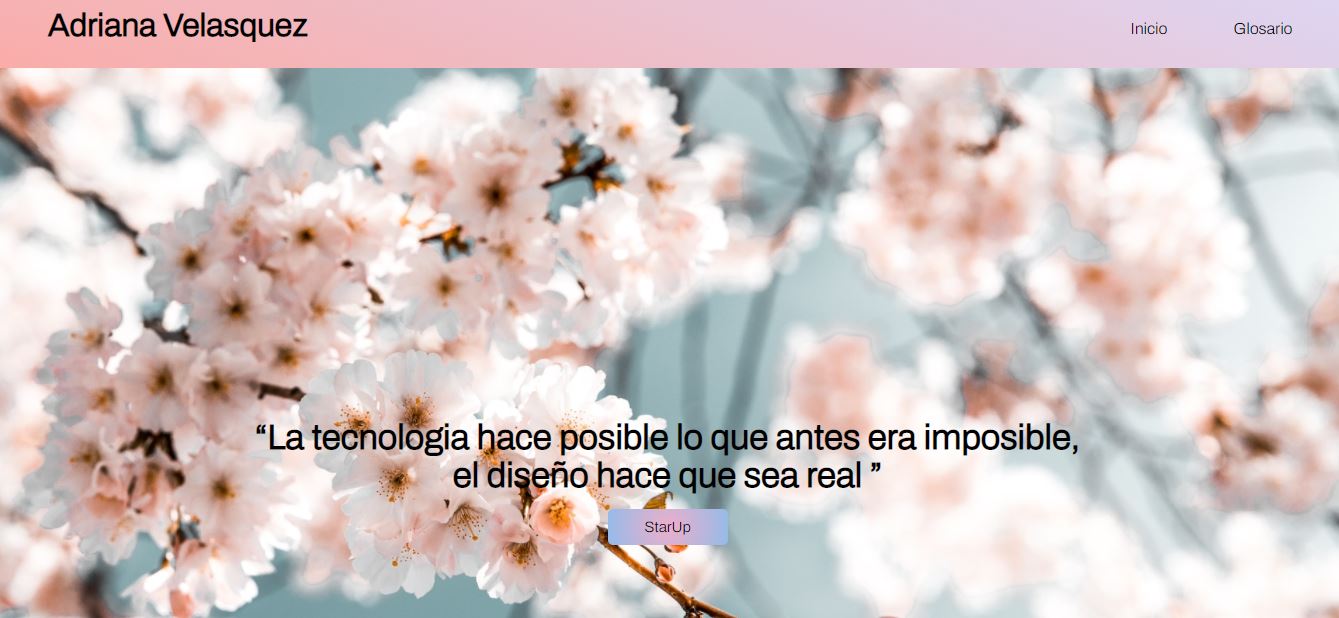 Adriana Velasquez
Inicio
Glosario
“La tecnologia hace posible lo que antes era imposible,
el diseño hace que sea real ”
StarUp